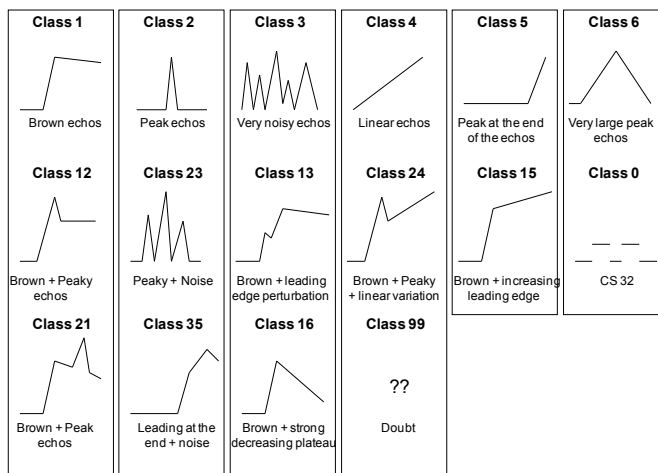 Class 1
Brown echos
Class 2
Peak echos
Class 3
Very noisy echos
Class 4
Linear echos
Class 5
Peak at the end
of the echos
Class 6
Very large peak
echos
Class 12
Brown + Peaky
echos
Class 23
Peaky + Noise
Class 13
Brown + leading
edge perturbation
Class 24
Brown + Peaky
+ linear variation
Class 15
Brown + increasing
leading edge
Class 0
CS 32
Class 21
Brown + Peak
echos
Class 35
Leading at the
end + noise
Class 16
Brown + strong
decreasing plateau
Class 99
??
Doubt